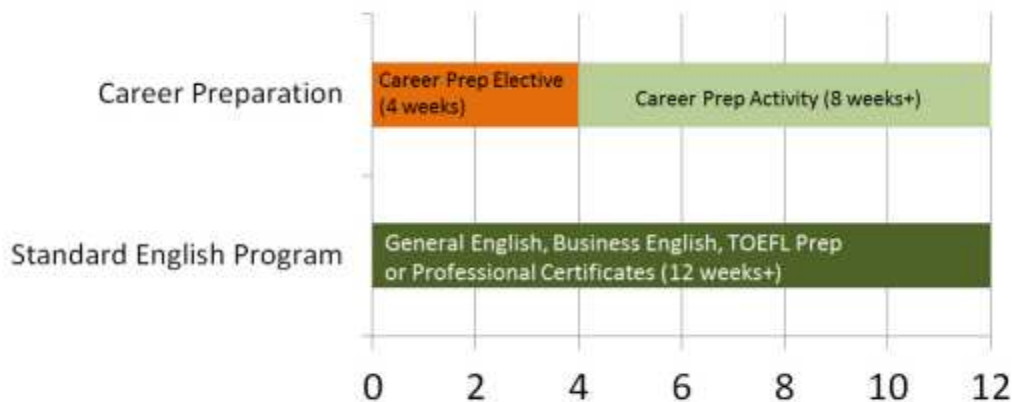 Career Preparation
Career Prep Elective
(4 weeks)
Career Prep Activity (8 weeks+)
Standard English Program
General English, Business English, TOEFL Prep
or Professional Certificates (12 weeks+)
0 2 4 6 8 10 12